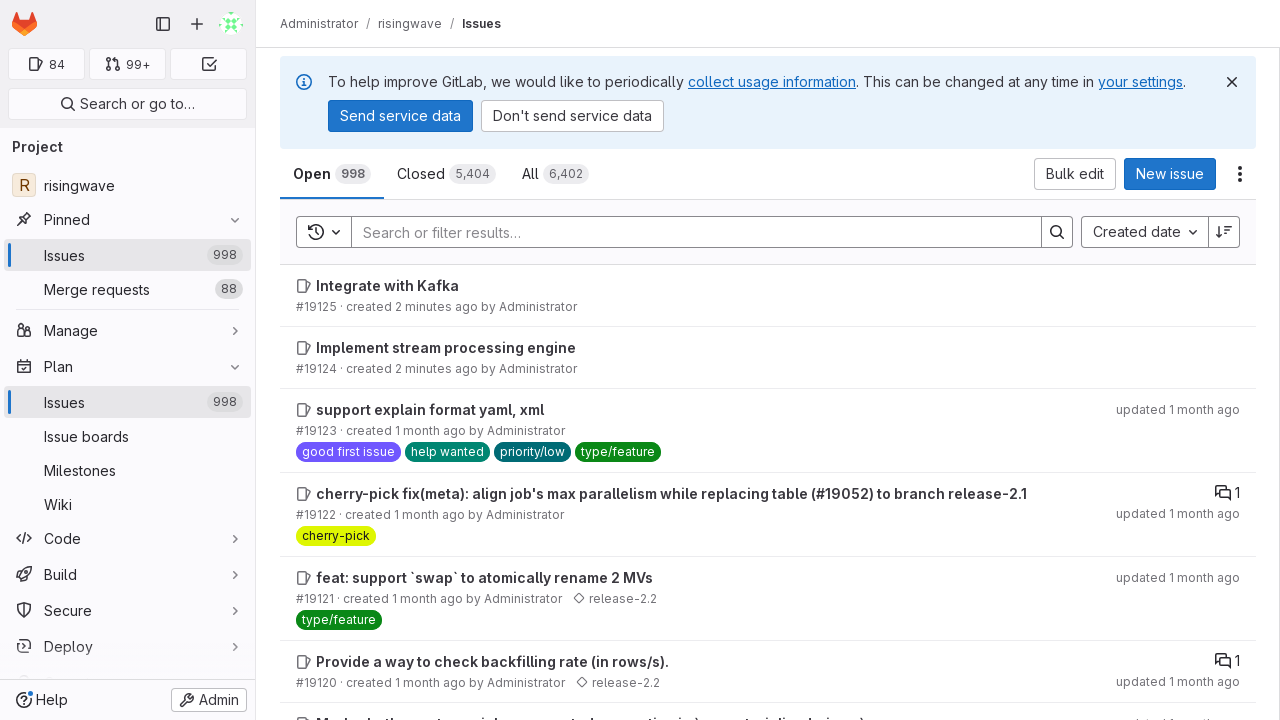 Administrator / risingwave / Issues
84
99+
Search or go to…
Project
R risingwave
Pinned
Issues 998
Merge requests 88
Manage
Plan
Issues 998
Issue boards
Milestones
Wiki
Code
Build
Secure
Deploy
Help
Admin
To help improve GitLab, we would like to periodically collect usage information. This can be changed at any time in your settings.
Send service data
Don't send service data
Open 998
Closed 5,404
All 6,402
Bulk edit
New issue
Search or filter results…
Created date
Integrate with Kafka
#19125 · created 2 minutes ago by Administrator
Implement stream processing engine
#19124 · created 2 minutes ago by Administrator
support explain format yaml, xml
updated 1 month ago
#19123 · created 1 month ago by Administrator
good first issue help wanted priority/low type/feature
cherry-pick fix(meta): align job's max parallelism while replacing table (#19052) to branch release-2.1
1
#19122 · created 1 month ago by Administrator
updated 1 month ago
cherry-pick
feat: support `swap` to atomically rename 2 MVs
updated 1 month ago
#19121 · created 1 month ago by Administrator release-2.2
type/feature
Provide a way to check backfilling rate (in rows/s).
1
#19120 · created 1 month ago by Administrator release-2.2
updated 1 month ago